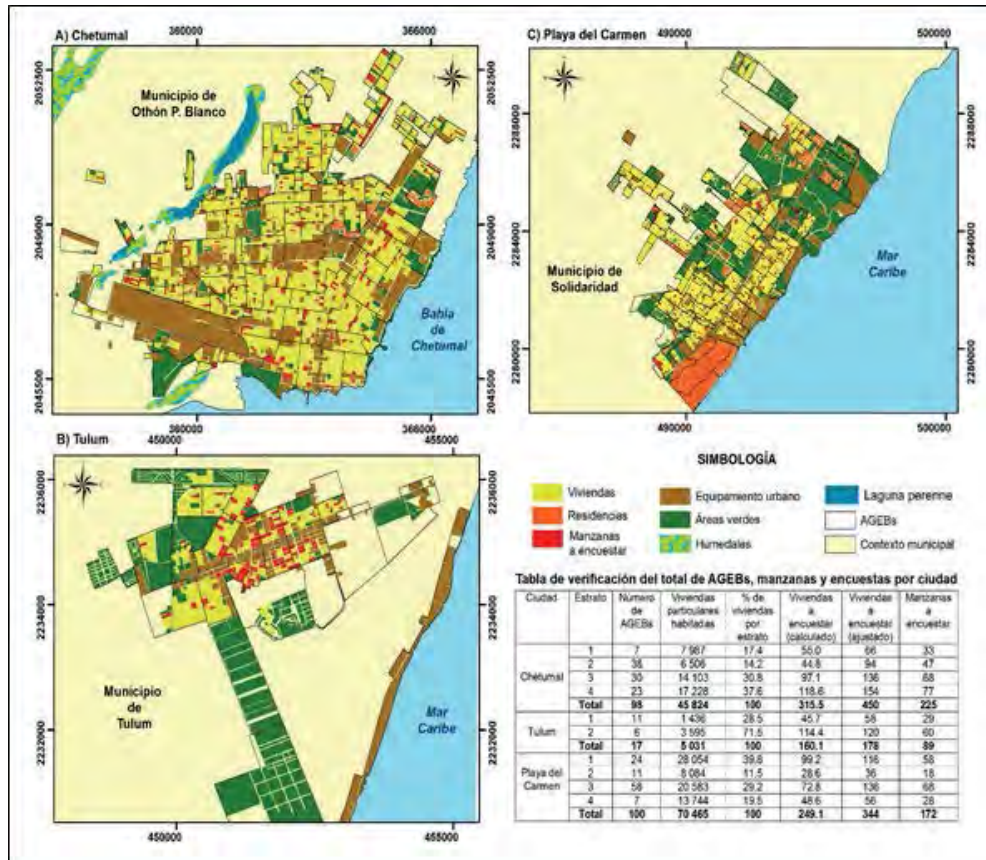 A) Chetumal
360000
366000
2052500
2052500
Municipio de
Othón P. Blanco
2049000
2049000
Bahía
de
Chetumal
2045500
2045500
360000
366000
C) Playa del Carmen
490000
500000
2288000
2288000
2284000
2284000
Municipio de
Solidaridad
Mar
Caribe
2280000
2280000
490000
500000
B) Tulum
450000
455000
2236000
2236000
2234000
2234000
Municipio
de
Tulum
Mar
Caribe
2232000
2232000
450000
455000
SIMBOLOGÍA
Viviendas
Residencias
Manzanas
a encuestar
Equipamiento urbano
Áreas verdes
Humedales
Laguna perenne
AGEBs
Contexto municipal
Tabla de verificación del total de AGEBs, manzanas y encuestas por ciudad
Ciudad Estrato Número de AGEBs Viviendas particulares habitadas % de viviendas por estrato Viviendas a encuestar (calculado) Viviendas a encuestar (ajustado) Manzanas a encuestar
Chetumal
1 7 7 987 17.4 55.0 66 33
2 38 6 506 14.2 44.8 94 47
3 30 14 103 30.8 97.1 136 68
4 23 17 228 37.6 118.6 154 77
Total 98 45 824 100 315.5 450 225
Tulum
1 11 1 436 28.5 45.7 58 29
2 6 3 595 71.5 114.4 120 60
Total 17 5 031 100 160.1 178 89
Playa del Carmen
1 24 28 054 39.8 99.2 116 58
2 11 8 084 11.5 28.6 36 18
3 58 20 583 29.2 72.8 136 68
4 7 13 744 19.5 48.6 56 28
Total 100 70 465 100 249.1 344 172